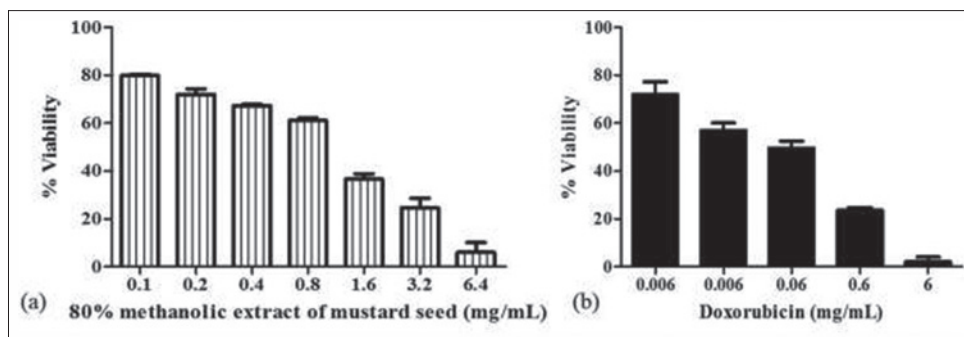 100
80
60
40
20
0
% Viability
0.1 0.2 0.4 0.8 1.6 3.2 6.4
(a) 80% methanolic extract of mustard seed (mg/mL)
100
80
60
40
20
0
% Viability
0.006 0.006 0.06 0.6 6
(b) Doxorubicin (mg/mL)